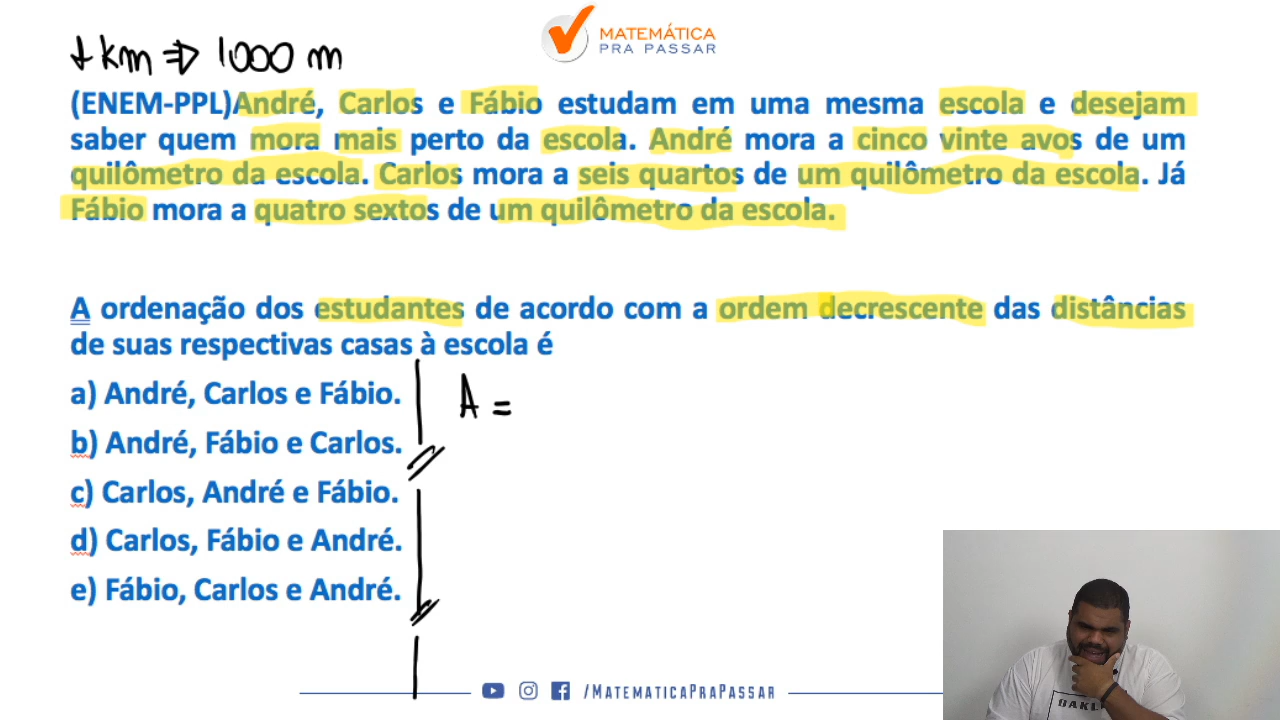 MATEMÁTICA
PRA PASSAR
1 km ⇒ 1000 m
(ENEM-PPL)André, Carlos e Fábio estudam em uma mesma escola e desejam
saber quem mora mais perto da escola. André mora a cinco vinte avos de um
quilômetro da escola. Carlos mora a seis quartos de um quilômetro da escola. Já
Fábio mora a quatro sextos de um quilômetro da escola.
A ordenação dos estudantes de acordo com a ordem decrescente das distâncias
de suas respectivas casas à escola é
a) André, Carlos e Fábio.
A =
b) André, Fábio e Carlos.
c) Carlos, André e Fábio.
d) Carlos, Fábio e André.
e) Fábio, Carlos e André.
/MATEMATICAPRAPASSAR